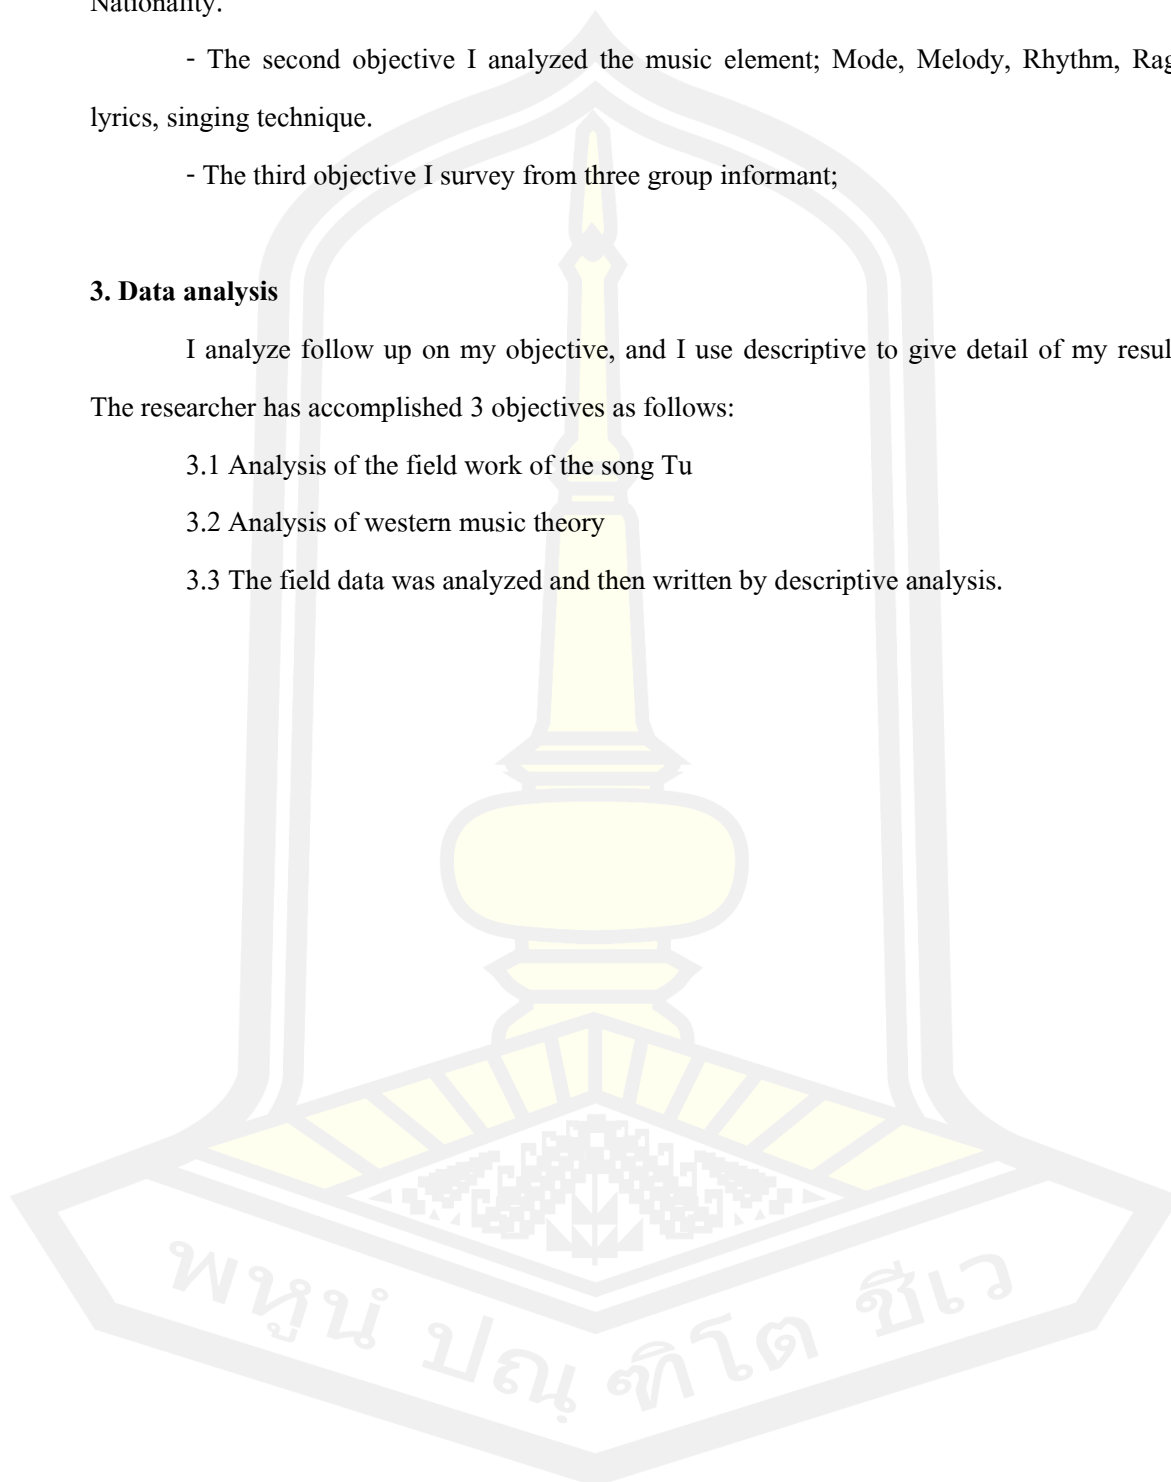 Nationality.
- The second objective I analyzed the music element; Mode, Melody, Rhythm, Rag
lyrics, singing technique.
- The third objective I survey from three group informant;
3. Data analysis
I analyze follow up on my objective, and I use descriptive to give detail of my resul
The researcher has accomplished 3 objectives as follows:
3.1 Analysis of the field work of the song Tu
3.2 Analysis of western music theory
3.3 The field data was analyzed and then written by descriptive analysis.
พหูนํ ปณฺฑิโต ชีเว